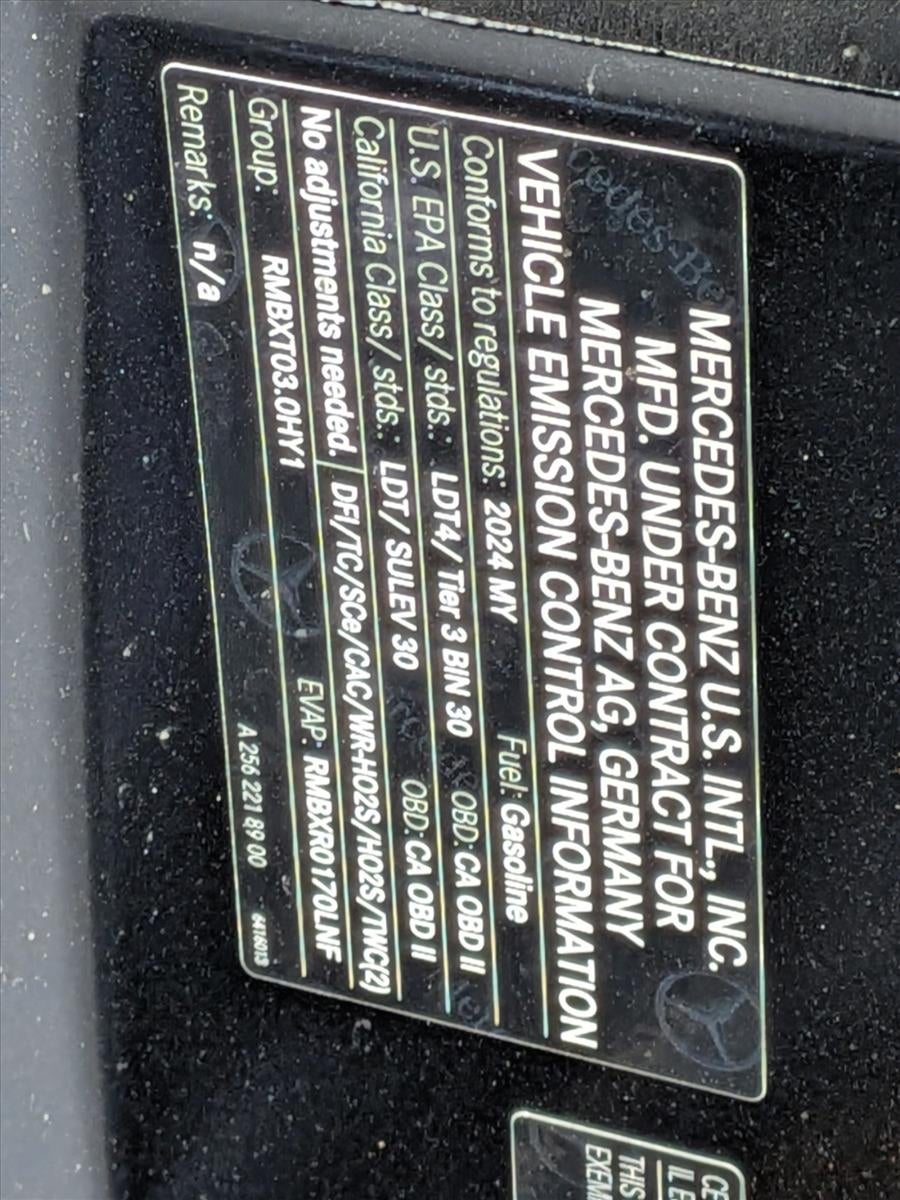 MERCEDES-BENZ U.S. INTL., INC.
MFD. UNDER CONTRACT FOR
MERCEDES-BENZ AG, GERMANY
VEHICLE EMISSION CONTROL INFORMATION
Conforms to regulations: 2024 MY Fuel: Gasoline
U.S. EPA Class/ stds.: LDT4/ Tier 3 BIN 30 OBD: CA OBD II
California Class/ stds.: LDT/ SULEV 30 OBD: CA OBD II
No adjustments needed. DFI/TC/SCe/CAC/WR-HO2S/HO2S/TWC(2)
Group: RMBXT03.0HY1 EVAP: RMBXR0170LNF
Remarks: n/a A 256 221 89 00 6416013
THIS